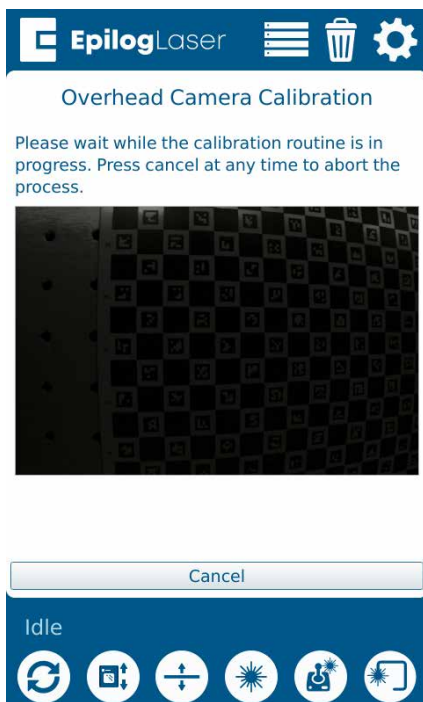 EpilogLaser
Overhead Camera Calibration
Please wait while the calibration routine is in
progress. Press cancel at any time to abort the
process.
Cancel
Idle